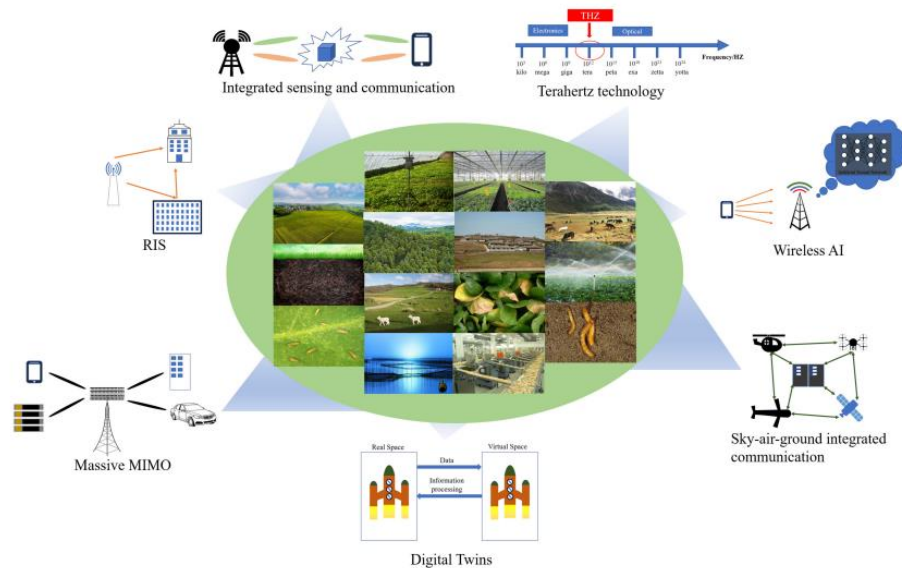 THZ
Electronics
Optical
Frequency/HZ
kilo mega giga tera peta exa zetta yotta
Integrated sensing and communication
Terahertz technology
RIS
Wireless AI
Massive MIMO
Sky-air-ground integrated
communication
Real Space
Virtual Space
Data
Information
processing
Digital Twins